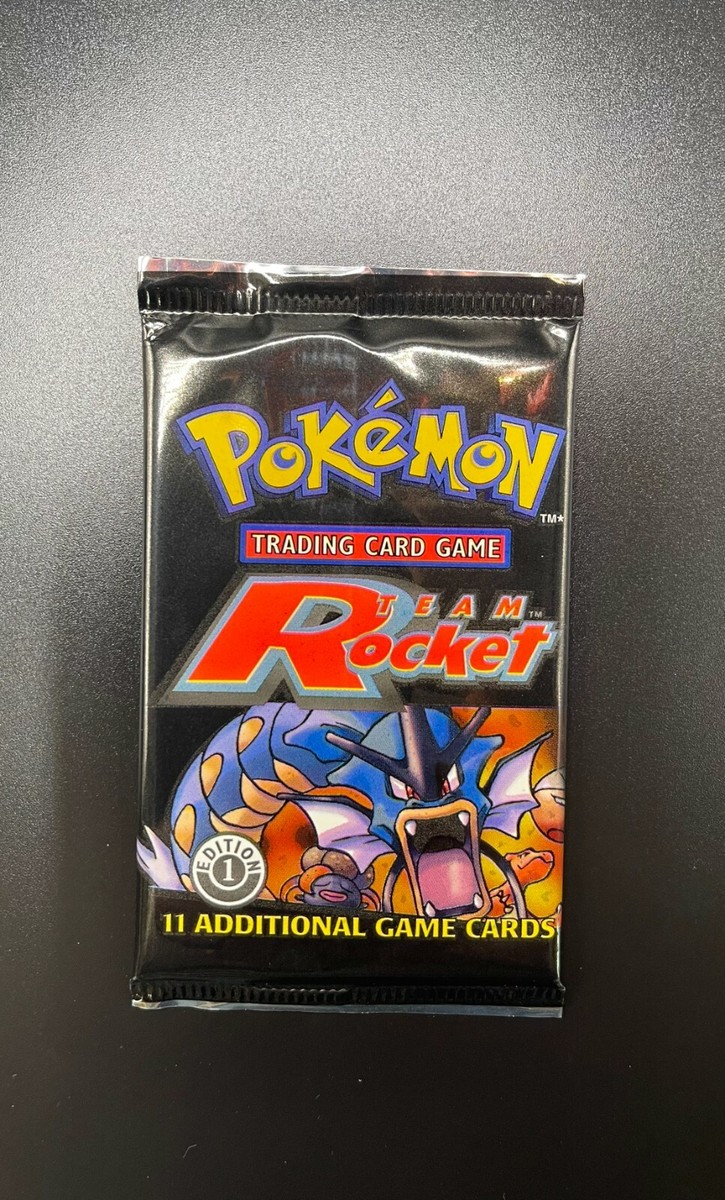 POKéMON
TM*
TRADING CARD GAME
TEAM TM
Rocket
EDITION
1
11 ADDITIONAL GAME CARDS